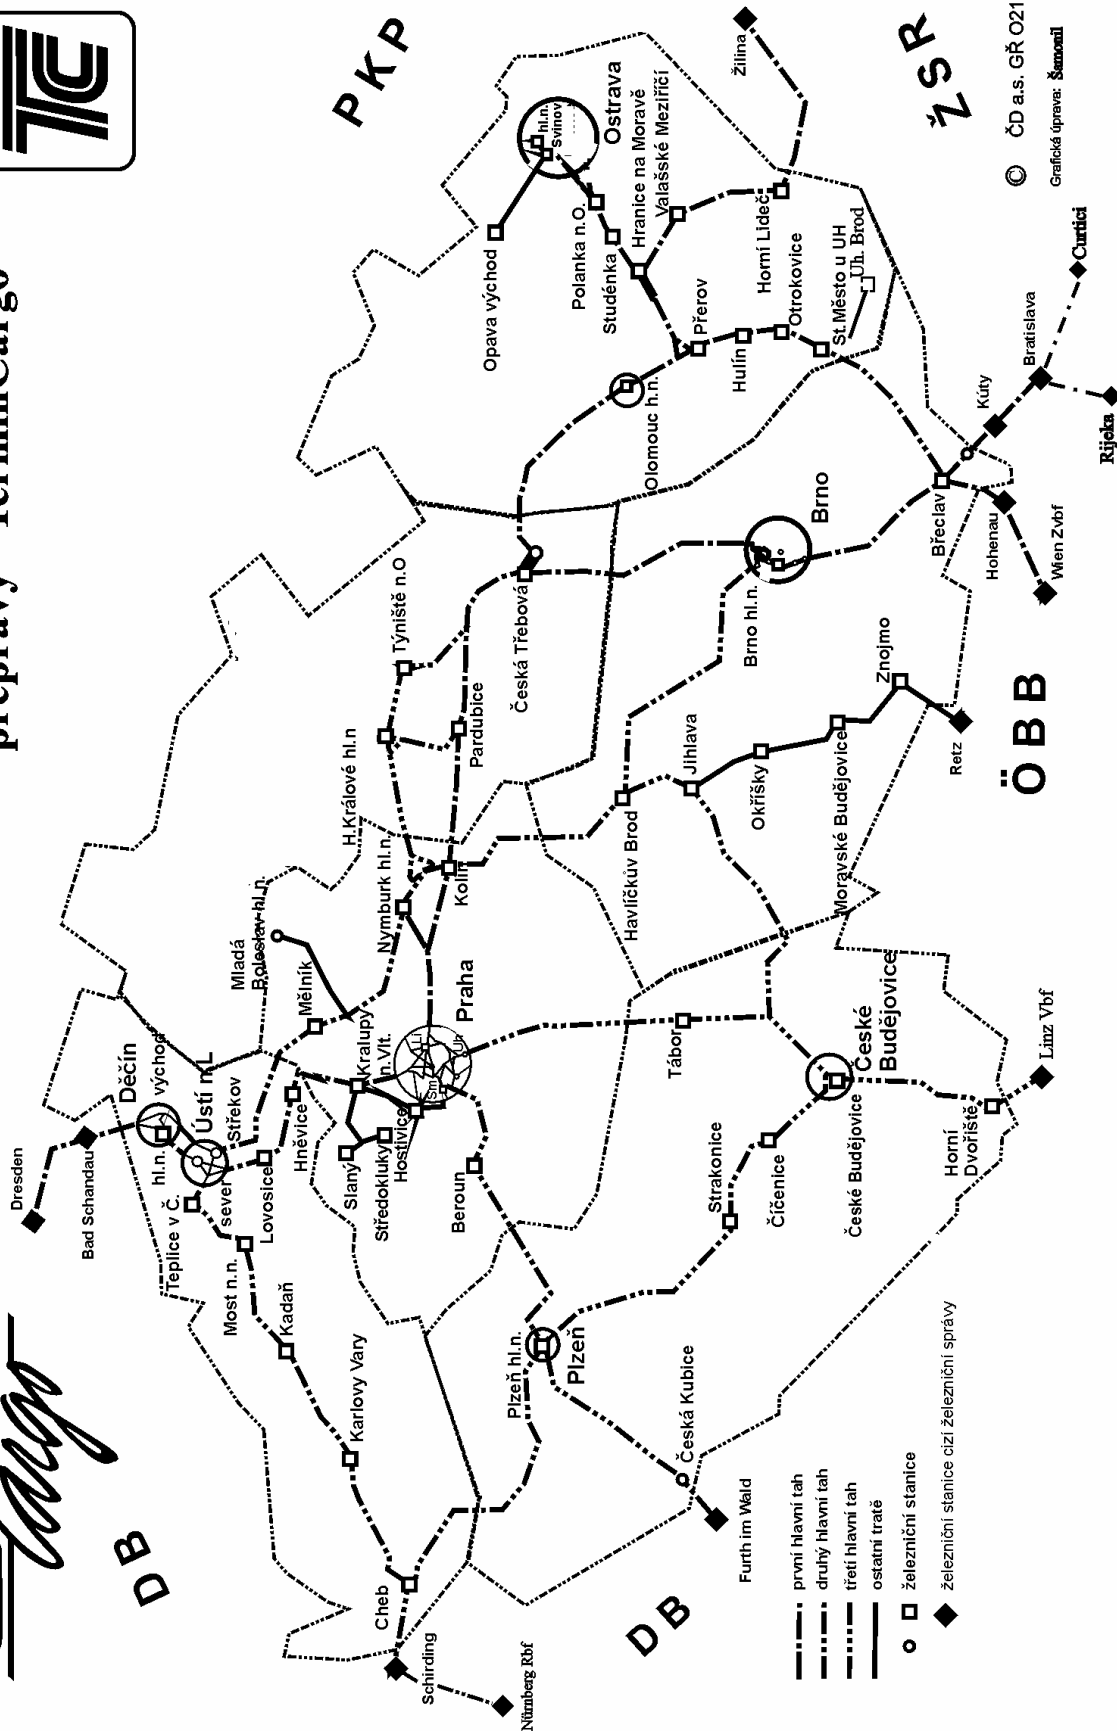 přepravy TermiCargo
Tango
TC
PKP
ŽSR
DB
DB
ÖBB
Dresden
Bad Schandau
Děčín
východ
hl.n.
Ústí n.L
Střekov
sever
Teplice v Č.
Most n.n.
Lovosice
Hněvice
Kadaň
Karlovy Vary
Cheb
Schirding
Nürnberg Rbf
Mladá
Boleslav hl.n.
Mělník
Kralupy
n.Vlt.
Slaný
Středokluky
Hostivice
Praha
Li
Sm
Uh
Beroun
Plzeň hl.n.
Plzeň
Česká Kubice
Furth im Wald
Nymburk hl.n.
Kolín
H.Králové hl.n
Týniště n.O
Pardubice
Česká Třebová
Olomouc h.n.
Opava východ
hl.n.
Svinov
Ostrava
Polanka n.O.
Studénka
Hranice na Moravě
Valašské Meziříčí
Horní Lideč
Žilina
Přerov
Hulín
Otrokovice
St.Město u UH
Uh. Brod
Brno hl.n.
Brno
Břeclav
Hohenau
Wien Zvbf
Kúty
Bratislava
Curtici
Rijeka
Havlíčkův Brod
Jihlava
Okříšky
Moravské Budějovice
Znojmo
Retz
Tábor
Strakonice
Číčenice
České
Budějovice
České Budějovice
Horní
Dvořiště
Linz Vbf
první hlavní tah
druhý hlavní tah
třetí hlavní tah
ostatní tratě
železniční stanice
železniční stanice cizí železniční správy
© ČD a.s. GŘ O21
Grafická úprava: Šamonil